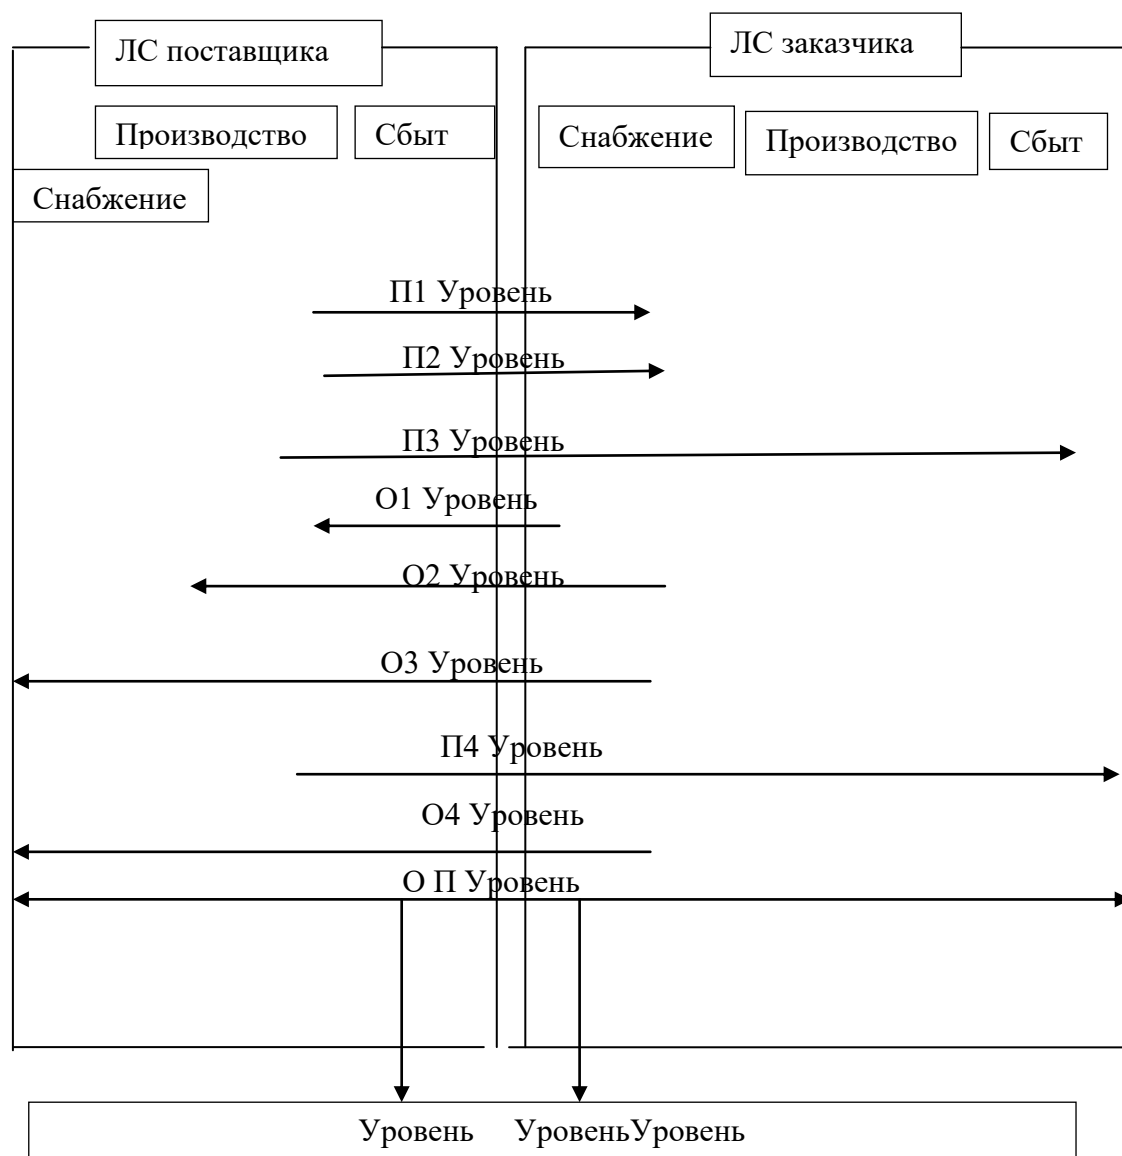 ЛС поставщика
ЛС заказчика
Производство
Сбыт
Снабжение
Производство
Сбыт
Снабжение
П1 Уровень
П2 Уровень
П3 Уровень
О1 Уровень
О2 Уровень
О3 Уровень
П4 Уровень
О4 Уровень
О П Уровень
Уровень УровеньУровень